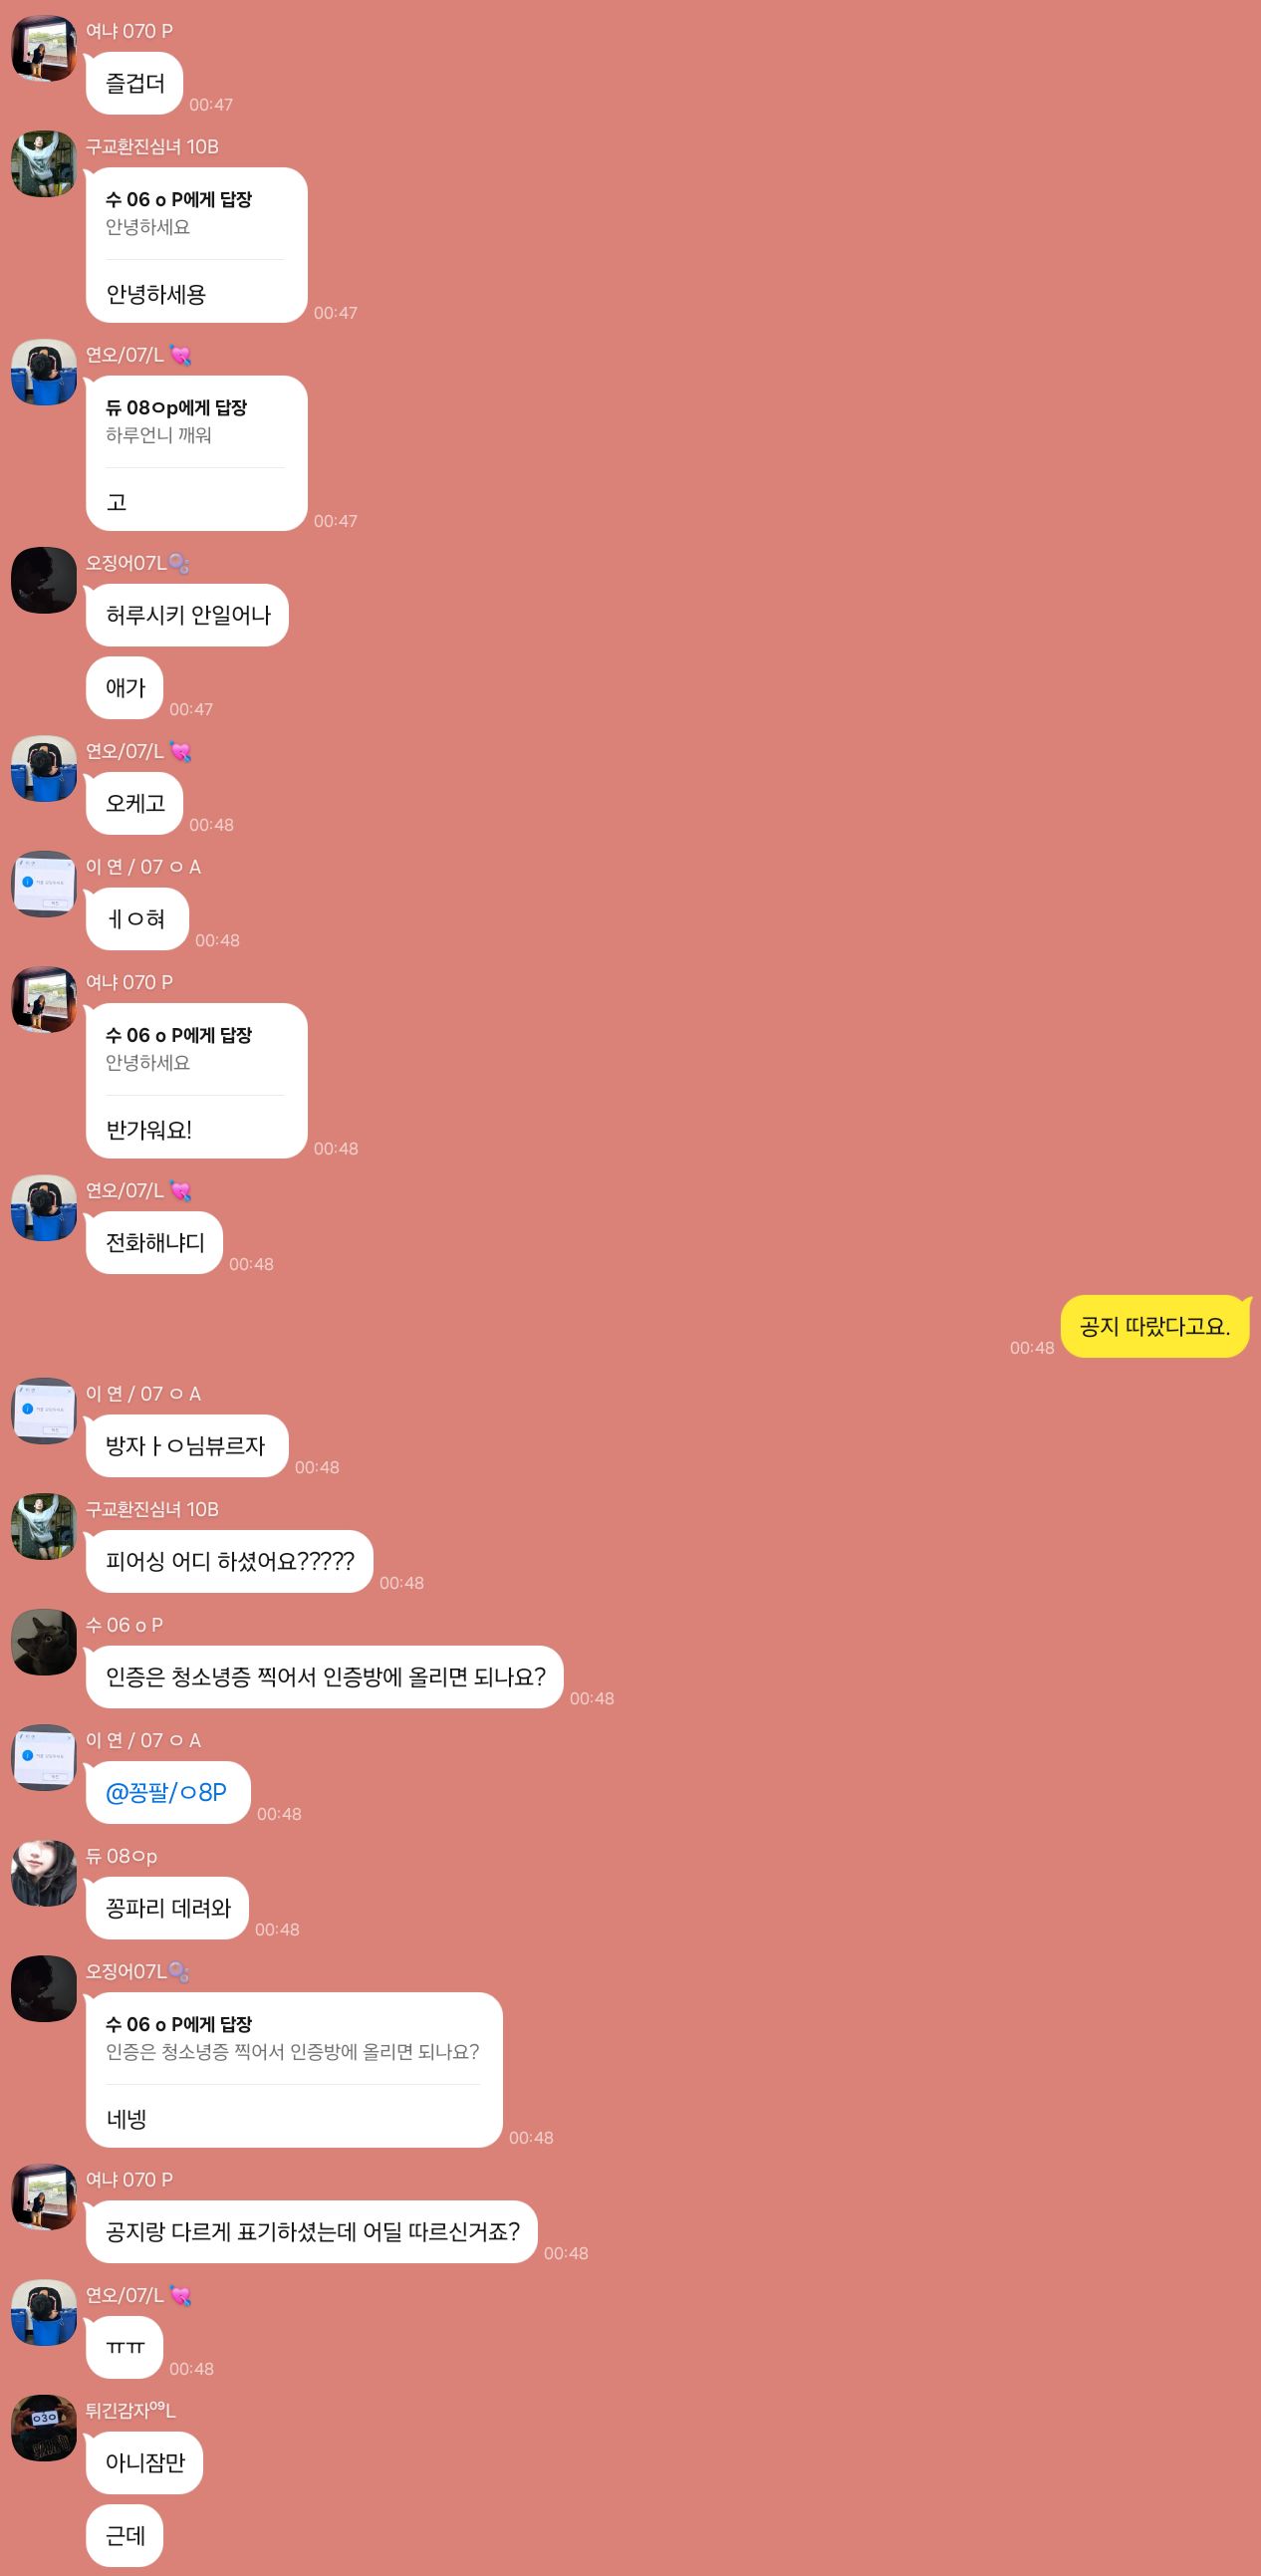 여냐 070 P
즐겁더
00:47
구교환진심녀 10B
수 06 o P에게 답장
안녕하세요
안녕하세용
00:47
연오/07/L 💘
듀 08ㅇp에게 답장
하루언니 깨워
고
00:47
오징어07L🫧
허루시키 안일어나
애가
00:47
연오/07/L 💘
오케고
00:48
이 연 / 07 ㅇ A
ㅔㅇ혀
00:48
여냐 070 P
수 06 o P에게 답장
안녕하세요
반가워요!
00:48
연오/07/L 💘
전화해냐디
00:48
공지 따랐다고요.
00:48
이 연 / 07 ㅇ A
방자ㅏㅇ님뷰르자
00:48
구교환진심녀 10B
피어싱 어디 하셨어요?????
00:48
수 06 o P
인증은 청소녕증 찍어서 인증방에 올리면 되나요?
00:48
이 연 / 07 ㅇ A
@꽁팔/ㅇ8P
00:48
듀 08ㅇp
꽁파리 데려와
00:48
오징어07L🫧
수 06 o P에게 답장
인증은 청소녕증 찍어서 인증방에 올리면 되나요?
네넹
00:48
여냐 070 P
공지랑 다르게 표기하셨는데 어딜 따르신거죠?
00:48
연오/07/L 💘
ㅠㅠ
00:48
튀긴감자⁰⁹L
아니잠만
근데